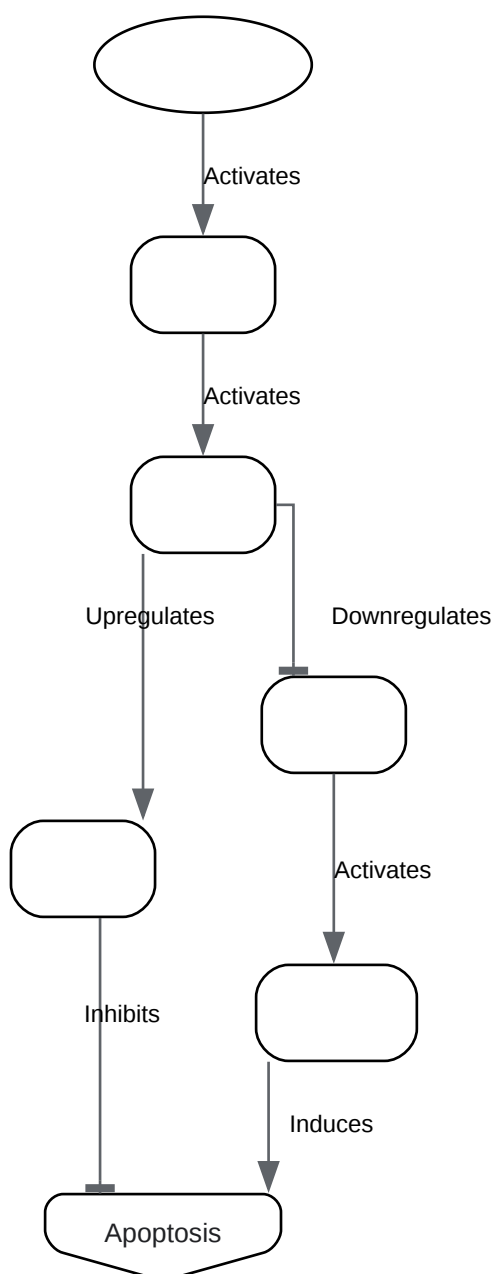 Activates
Activates
Upregulates
Downregulates
Activates
Inhibits
Induces
Apoptosis